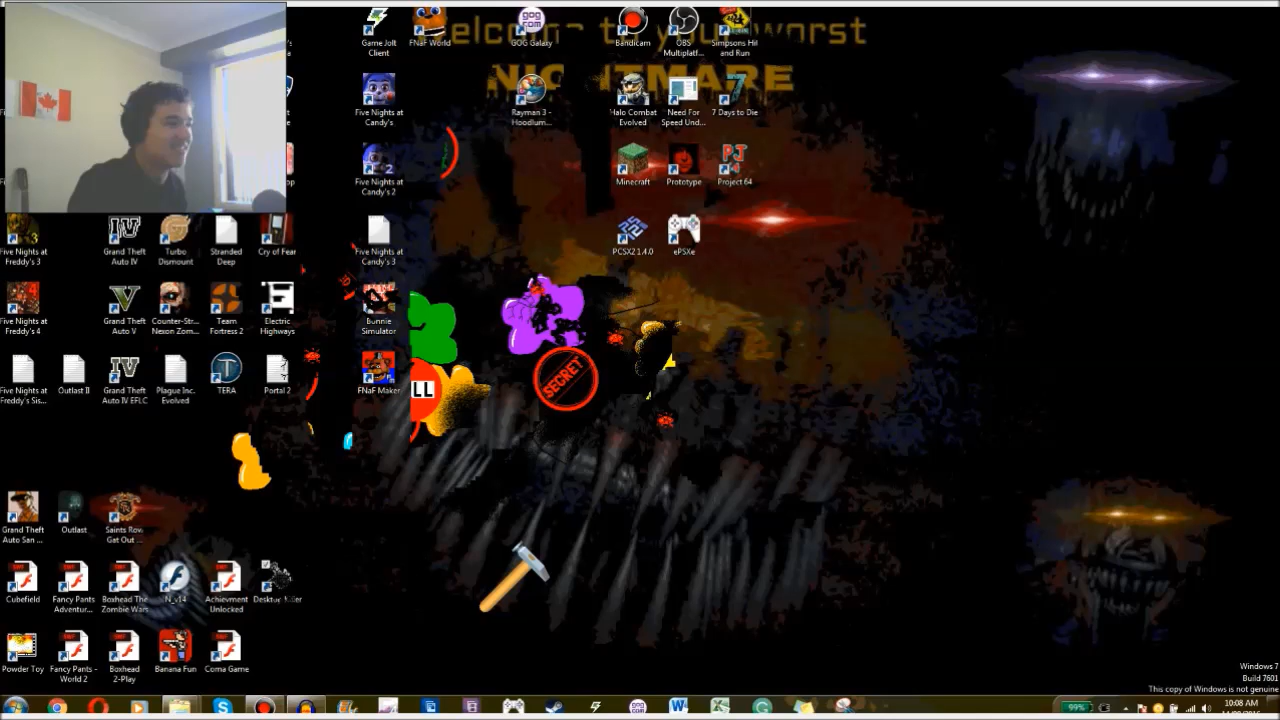 Welcome to your worst
NIGHTMARE
Game Jolt
Client
FNaF World
GOG Galaxy
Bandicam
OBS
Multiplatf...
Simpsons Hit
and Run
Five Nights at
Candy's
Rayman 3 -
Hoodlum...
Halo Combat
Evolved
Need For
Speed Und...
7 Days to Die
Five Nights at
Candy's 2
Minecraft
Prototype
Project 64
Five Nights at
Freddy's 3
Grand Theft
Auto IV
Turbo
Dismount
Stranded
Deep
Cry of Fear
Five Nights at
Candy's 3
PCSX2 1.4.0
ePSXe
Five Nights at
Freddy's 4
Grand Theft
Auto V
Counter-Str...
Nexon Zom...
Team
Fortress 2
Electric
Highways
Bunnie
Simulator
Five Nights at
Freddy's Sis...
Outlast II
Grand Theft
Auto IV EFLC
Plague Inc.
Evolved
TERA
Portal 2
FNaF Maker
LL
SECRET
Grand Theft
Auto San ...
Outlast
Saints Row
Gat Out ...
Cubefield
Fancy Pants
Adventur...
Boxhead The
Zombie Wars
N_v14
Achievment
Unlocked
Powder Toy
Fancy Pants -
World 2
Boxhead
2-Play
Banana Fun
Coma Game
Windows 7
Build 7601
This copy of Windows is not genuine
99%
10:08 AM